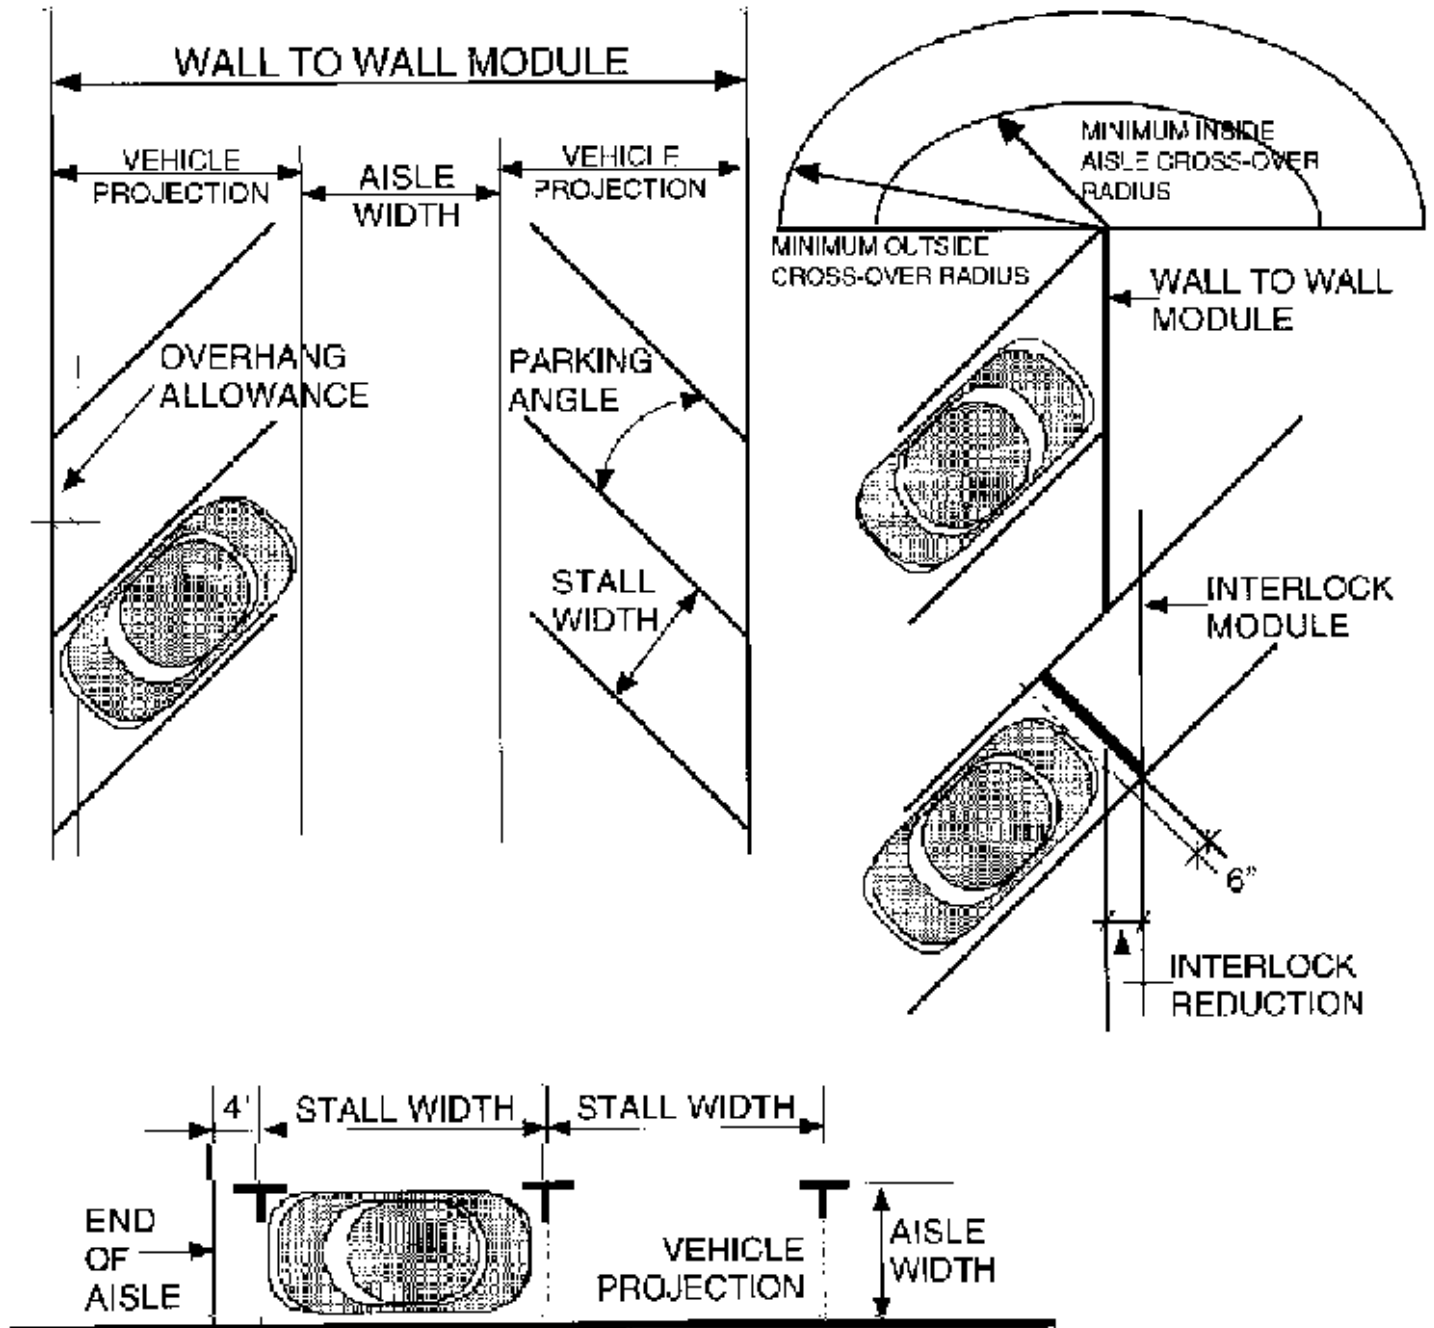 WALL TO WALL MODULE
VEHICLE
PROJECTION
AISLE
WIDTH
VEHICLE
PROJECTION
OVERHANG
ALLOWANCE
PARKING
ANGLE
STALL
WIDTH
MINIMUM INSIDE
AISLE CROSS-OVER
RADIUS
MINIMUM OUTSIDE
CROSS-OVER RADIUS
WALL TO WALL
MODULE
INTERLOCK
MODULE
6"
INTERLOCK
REDUCTION
4'
STALL WIDTH
STALL WIDTH
END
OF
AISLE
VEHICLE
PROJECTION
AISLE
WIDTH